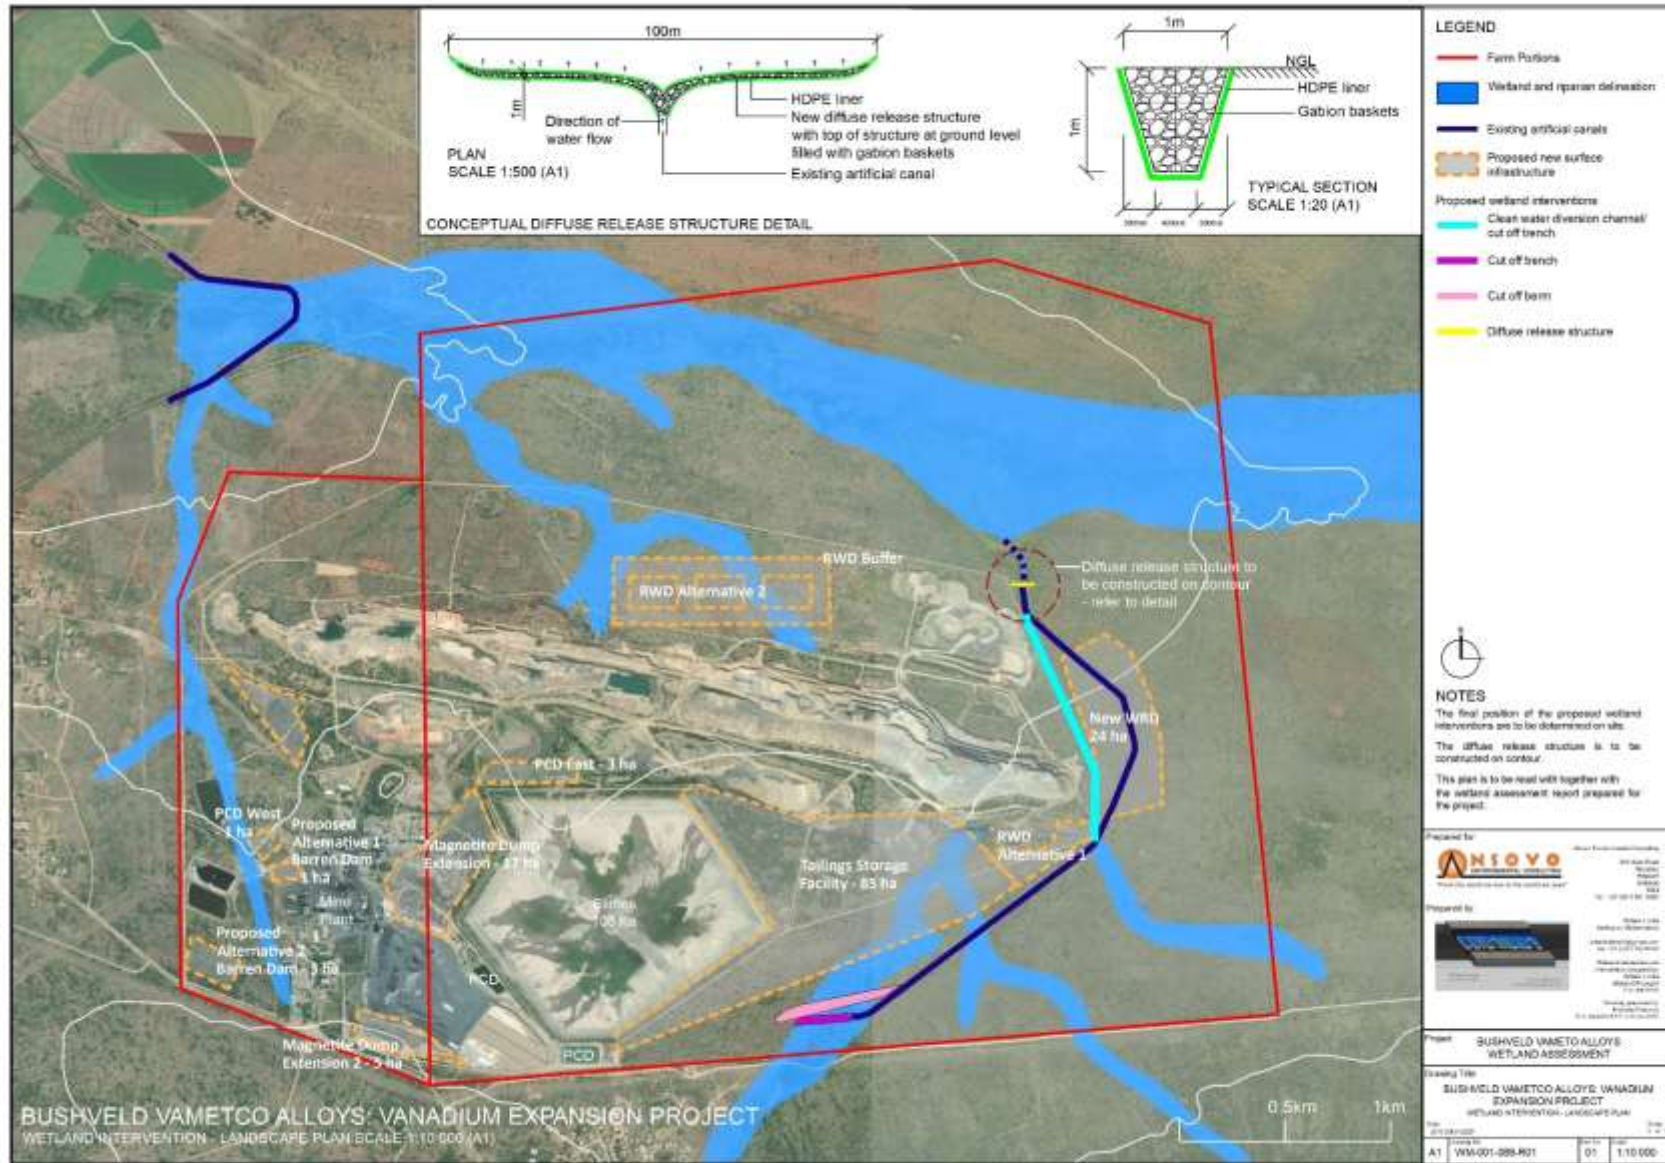 100m
1m
HDPE liner
Direction of
water flow
New diffuse release structure
with top of structure at ground level
filled with gabion baskets
Existing artificial canal
PLAN
SCALE 1:500 (A1)
CONCEPTUAL DIFFUSE RELEASE STRUCTURE DETAIL
1m
NGL
HDPE liner
Gabion baskets
1m
TYPICAL SECTION
SCALE 1:20 (A1)
LEGEND
Farm Portions
Wetland and riparian delineation
Existing artificial canals
Proposed new surface
infrastructure
Proposed wetland interventions
Clean water diversion channel/
cut off trench
Cut off trench
Cut off berm
Diffuse release structure
RWD Buffer
RWD Alternative 2
Diffuse release structure to
be constructed on contour
- refer to detail
New WRD
24 ha
PCD East - 3 ha
PCD West
1 ha
Proposed
Alternative 1
Barren Dam
1 ha
Magnetite Dump
Extension - 17 ha
Tailings Storage
Facility - 85 ha
RWD
Alternative 1
Plant
Proposed
Alternative 2
Barren Dam - 3 ha
PCD
PCD
Magnetite Dump
Extension 2 - 5 ha
BUSHVELD VAMETCO ALLOYS: VANADIUM EXPANSION PROJECT
WETLAND INTERVENTION - LANDSCAPE PLAN SCALE 1:10 000 (A1)
0.5km
1km
NOTES
The final position of the proposed wetland
interventions are to be determined on site.
The diffuse release structure is to be
constructed on contour.
This plan is to be read with together with
the wetland assessment report prepared for
the project.
Prepared for
NSOVO
ENVIRONMENTAL CONSULTING
Prepared by
Project
BUSHVELD VAMETO ALLOYS
WETLAND ASSESSMENT
Drawing Title
BUSHVELD VAMETCO ALLOYS: VANADIUM
EXPANSION PROJECT
WETLAND INTERVENTION - LANDSCAPE PLAN
A1
01
1:10 000